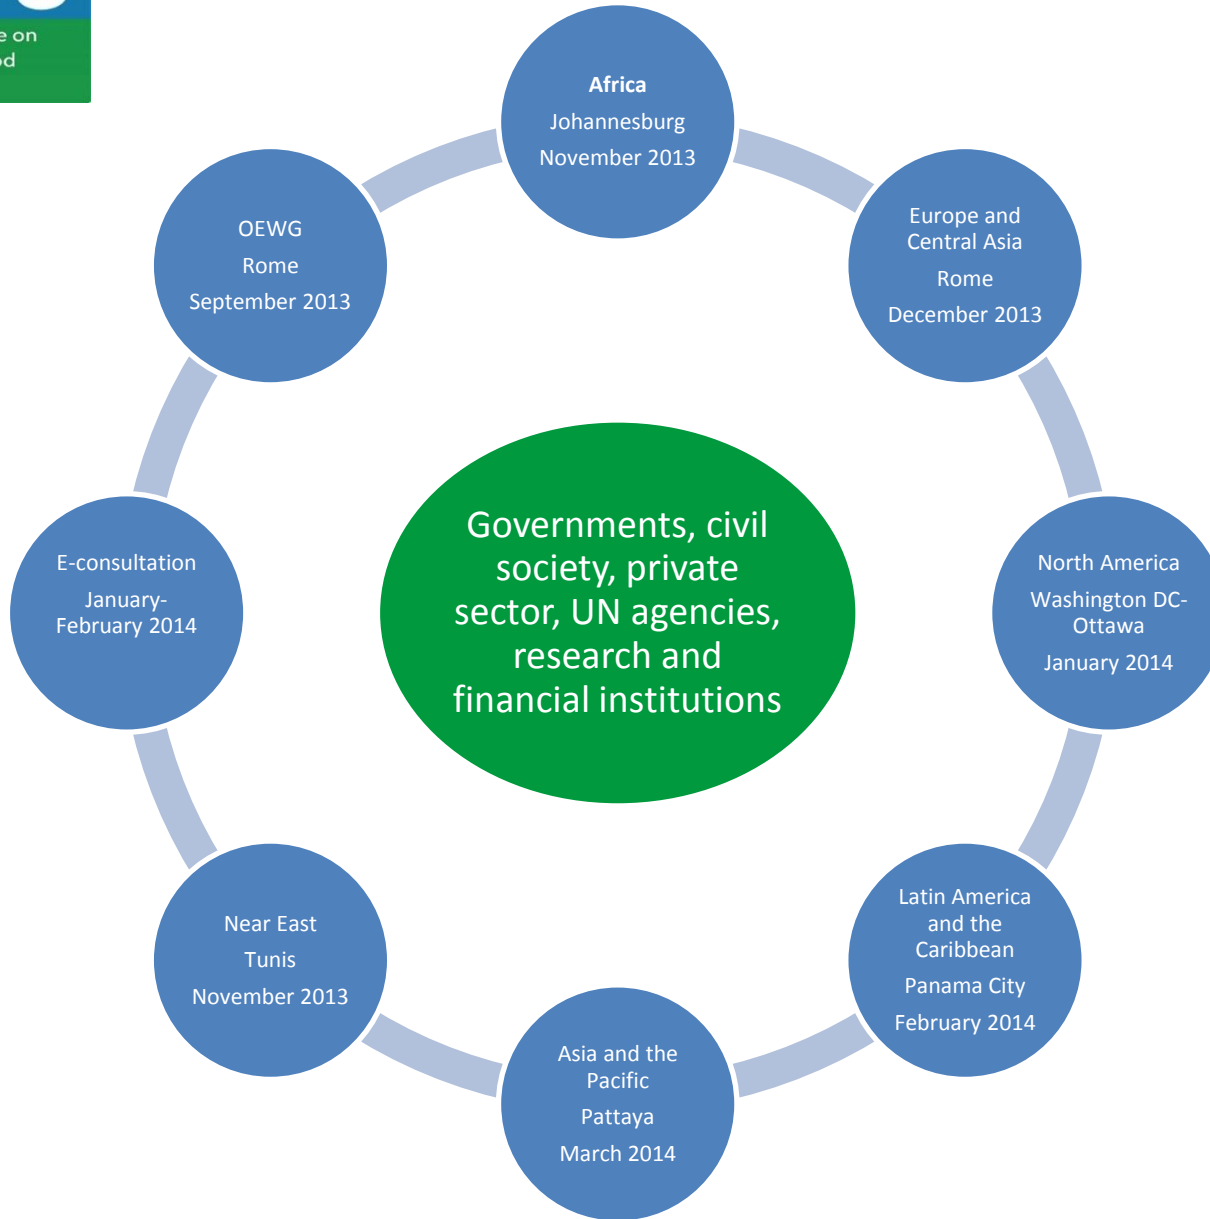 e on
od
Africa
Johannesburg
November 2013
Europe and
Central Asia
Rome
December 2013
North America
Washington DC-
Ottawa
January 2014
Latin America
and the
Caribbean
Panama City
February 2014
Asia and the
Pacific
Pattaya
March 2014
Near East
Tunis
November 2013
E-consultation
January-
February 2014
OEWG
Rome
September 2013
Governments, civil
society, private
sector, UN agencies,
research and
financial institutions